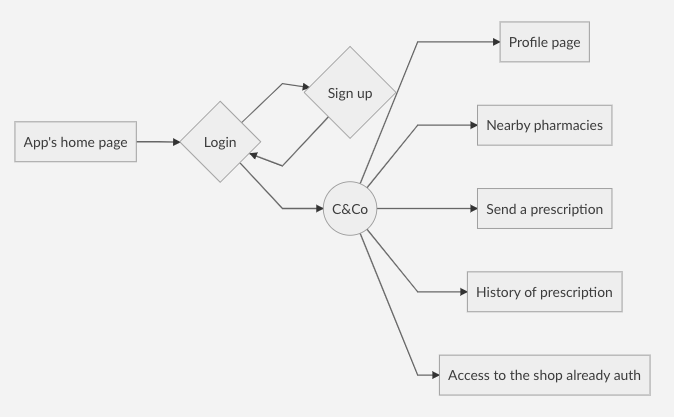 App's home page
Login
Sign up
C&Co
Profile page
Nearby pharmacies
Send a prescription
History of prescription
Access to the shop already auth